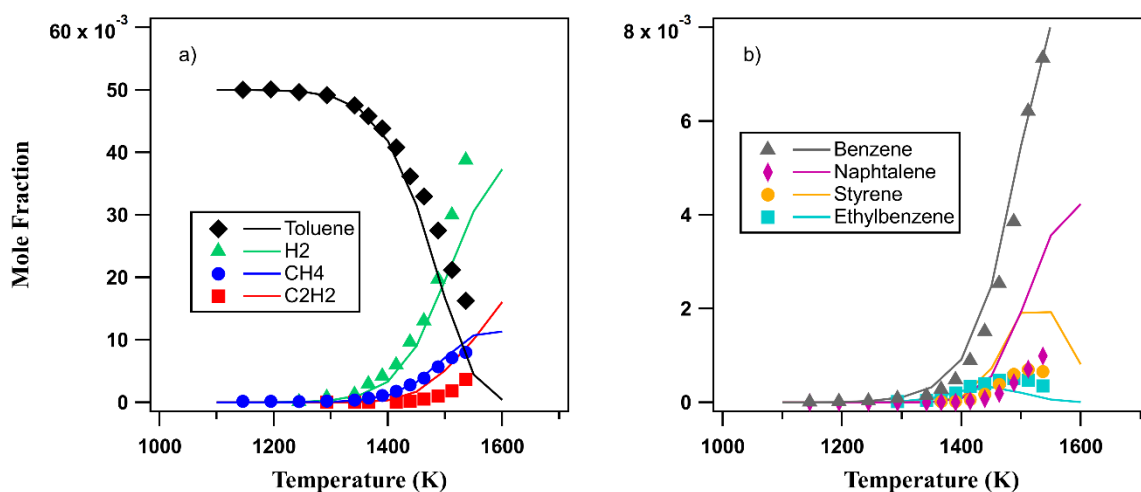 60 x 10-3
a)
50
40
30
20
10
0
Mole Fraction
Toluene
H2
CH4
C2H2
1000
1200
1400
1600
Temperature (K)
8 x 10-3
b)
6
4
2
0
Benzene
Naphtalene
Styrene
Ethylbenzene
1000
1200
1400
1600
Temperature (K)